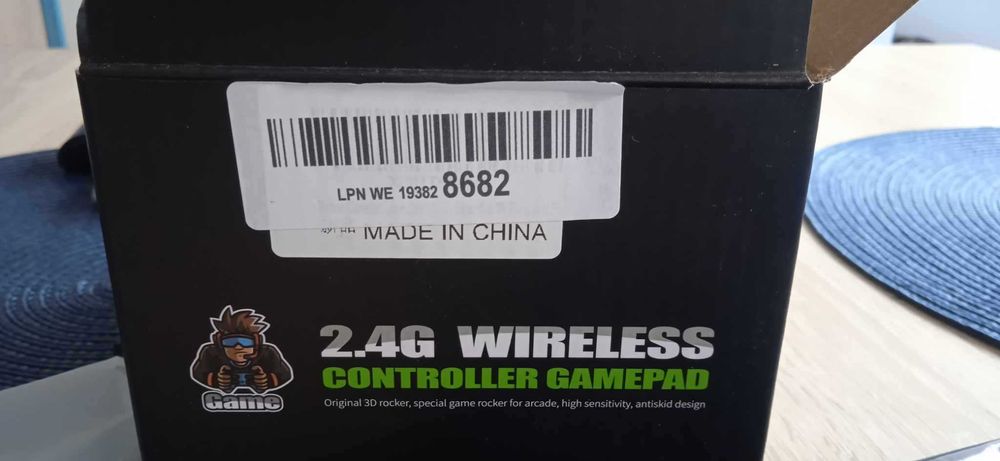 LPN WE 19382 8682
MADE IN CHINA
2.4G WIRELESS
CONTROLLER GAMEPAD
Game
Original 3D rocker, special game rocker for arcade, high sensitivity, antiskid design